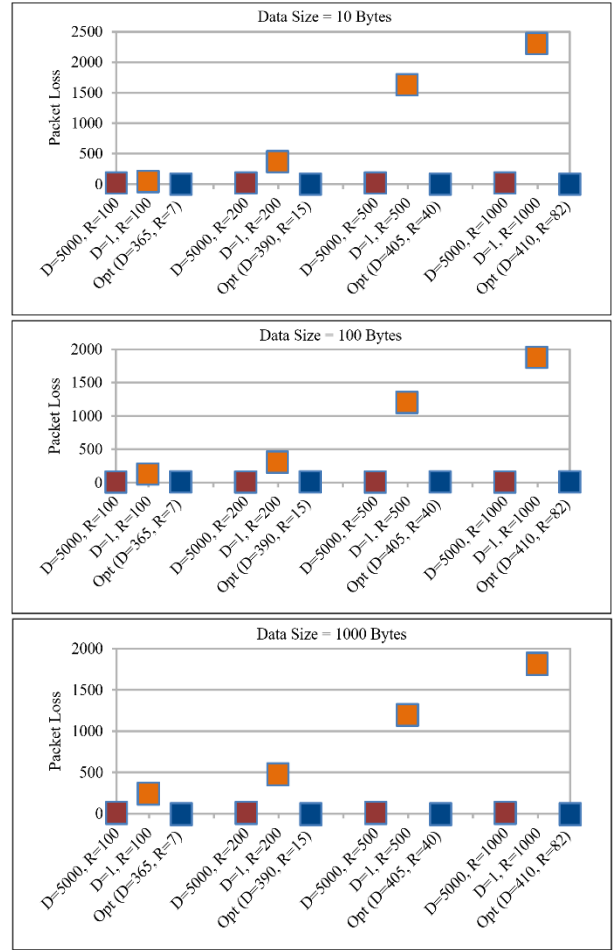 Data Size = 10 Bytes
Packet Loss
2500
2000
1500
1000
500
0
D=5000, R=100
D=1, R=100
Opt (D=365, R=7)
D=5000, R=200
D=1, R=200
Opt (D=390, R=15)
D=5000, R=500
D=1, R=500
Opt (D=405, R=40)
D=5000, R=1000
D=1, R=1000
Opt (D=410, R=82)
Data Size = 100 Bytes
Packet Loss
2000
1500
1000
500
0
D=5000, R=100
D=1, R=100
Opt (D=365, R=7)
D=5000, R=200
D=1, R=200
Opt (D=390, R=15)
D=5000, R=500
D=1, R=500
Opt (D=405, R=40)
D=5000, R=1000
D=1, R=1000
Opt (D=410, R=82)
Data Size = 1000 Bytes
Packet Loss
2000
1500
1000
500
0
D=5000, R=100
D=1, R=100
Opt (D=365, R=7)
D=5000, R=200
D=1, R=200
Opt (D=390, R=15)
D=5000, R=500
D=1, R=500
Opt (D=405, R=40)
D=5000, R=1000
D=1, R=1000
Opt (D=410, R=82)